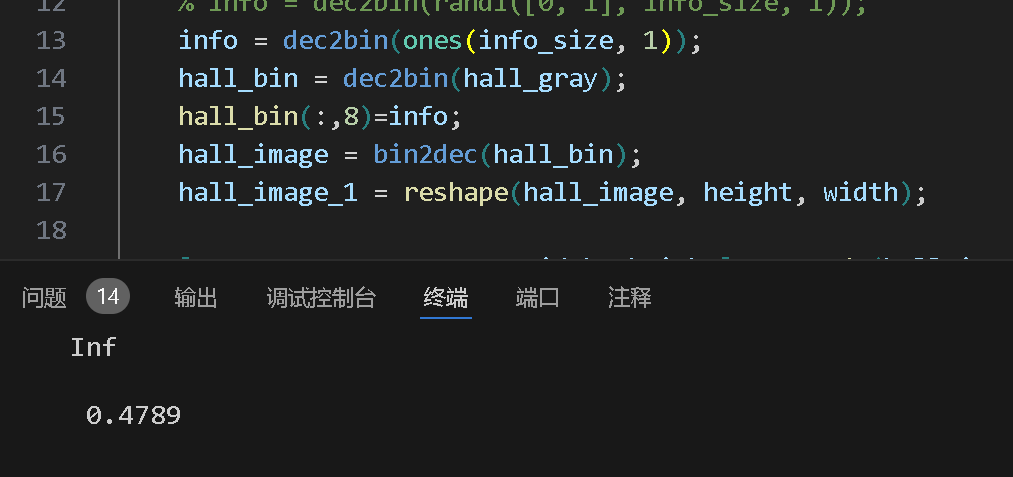 12 % info = dec2bin(randi([0, 1], info_size, 1));
13 info = dec2bin(ones(info_size, 1));
14 hall_bin = dec2bin(hall_gray);
15 hall_bin(:,8)=info;
16 hall_image = bin2dec(hall_bin);
17 hall_image_1 = reshape(hall_image, height, width);
18
问题 14 输出 调试控制台 终端 端口 注释
Inf
0.4789